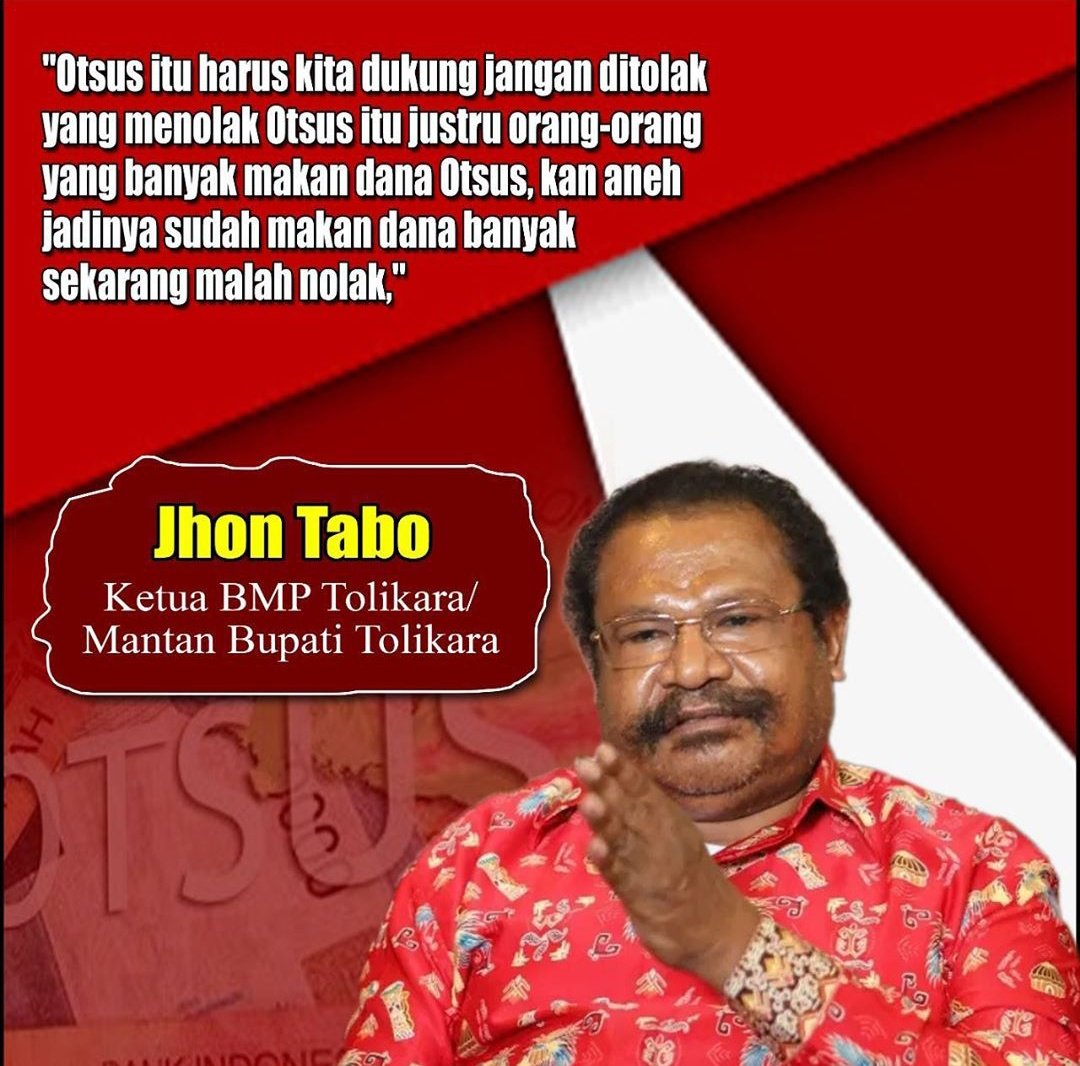 "Otsus itu harus kita dukung jangan ditolak
yang menolak Otsus itu justru orang-orang
yang banyak makan dana Otsus, kan aneh
jadinya sudah makan dana banyak
sekarang malah nolak,"
Jhon Tabo
Ketua BMP Tolikara/
Mantan Bupati Tolikara
OTSUS